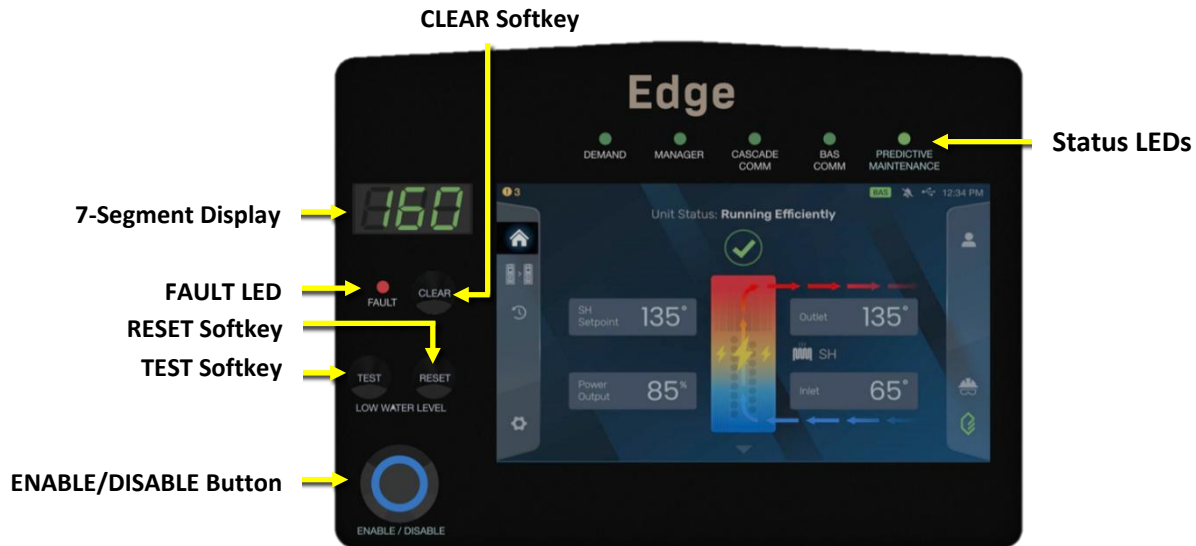 CLEAR Softkey
Edge
DEMAND
MANAGER
CASCADE
COMM
BAS
COMM
PREDICTIVE
MAINTENANCE
Status LEDs
7-Segment Display
160
3
BAS
12:34 PM
Unit Status: Running Efficiently
FAULT LED
FAULT
CLEAR
SH
Setpoint
135°
Outlet
135°
SH
RESET Softkey
TEST Softkey
TEST
RESET
LOW WATER LEVEL
Power
Output
85%
Inlet
65°
ENABLE/DISABLE Button
ENABLE / DISABLE